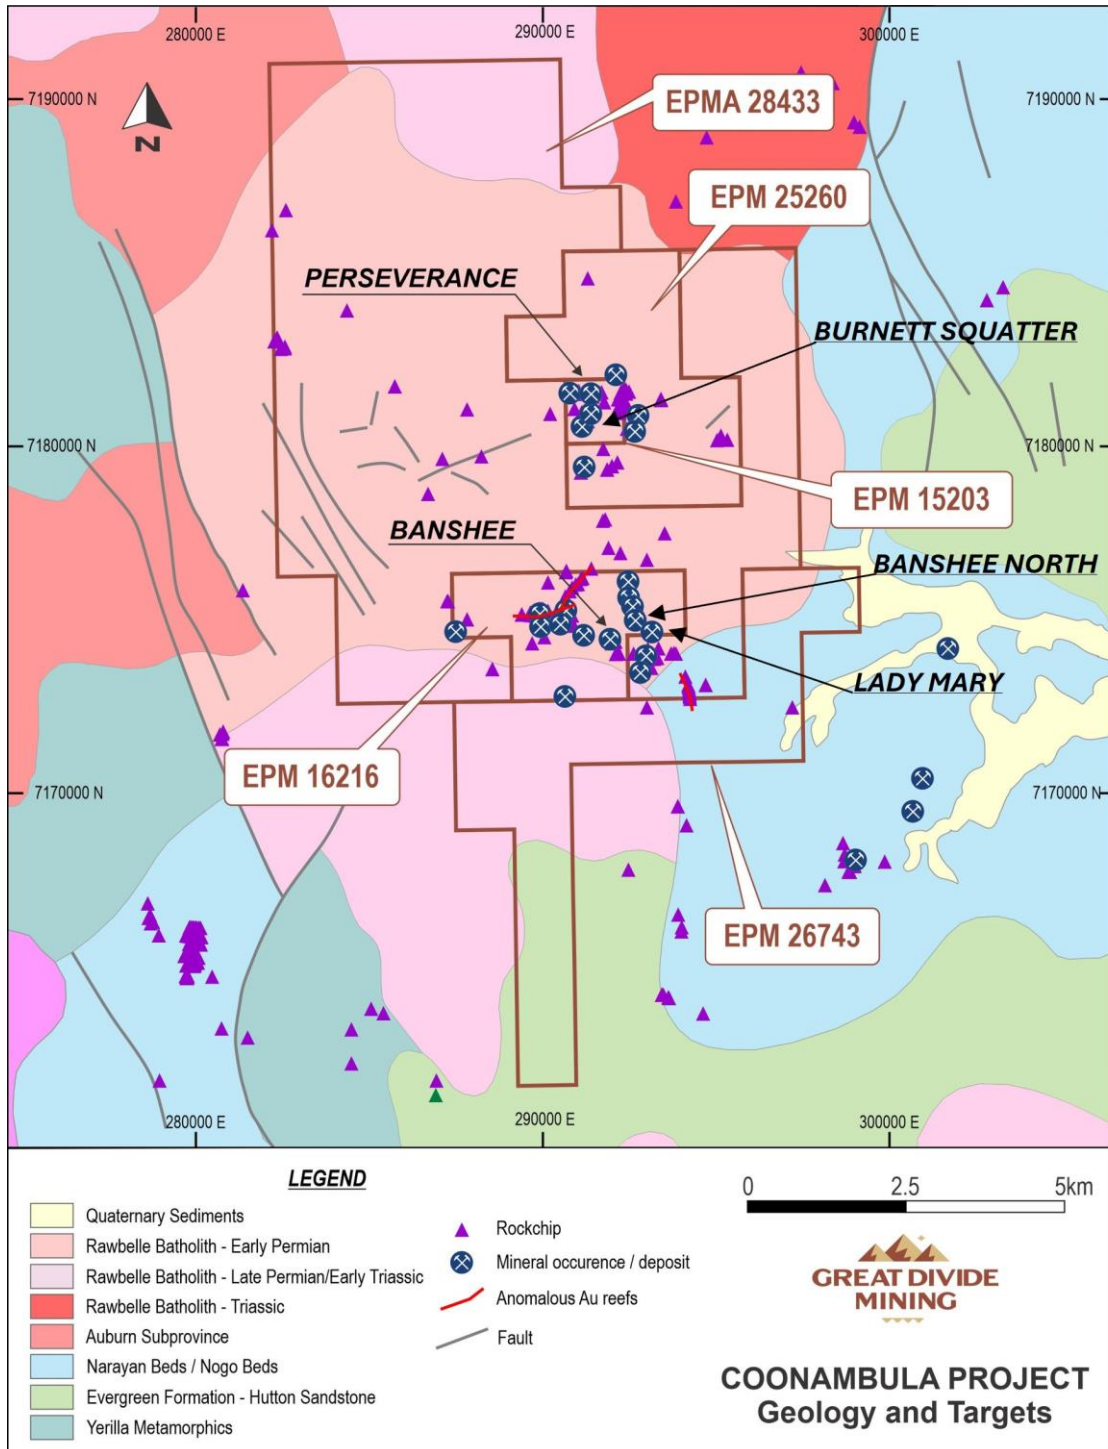 280000 E
290000 E
300000 E
7190000 N
7190000 N
N
EPMA 28433
EPM 25260
PERSEVERANCE
BURNETT SQUATTER
7180000 N
7180000 N
EPM 15203
BANSHEE
BANSHEE NORTH
LADY MARY
EPM 16216
7170000 N
7170000 N
EPM 26743
280000 E
290000 E
300000 E
LEGEND
Quaternary Sediments
Rawbelle Batholith - Early Permian
Rawbelle Batholith - Late Permian/Early Triassic
Rawbelle Batholith - Triassic
Auburn Subprovince
Narayan Beds / Nogo Beds
Evergreen Formation - Hutton Sandstone
Yerilla Metamorphics
Rockchip
Mineral occurence / deposit
Anomalous Au reefs
Fault
0 2.5 5km
GREAT DIVIDE
MINING
COONAMBULA PROJECT
Geology and Targets